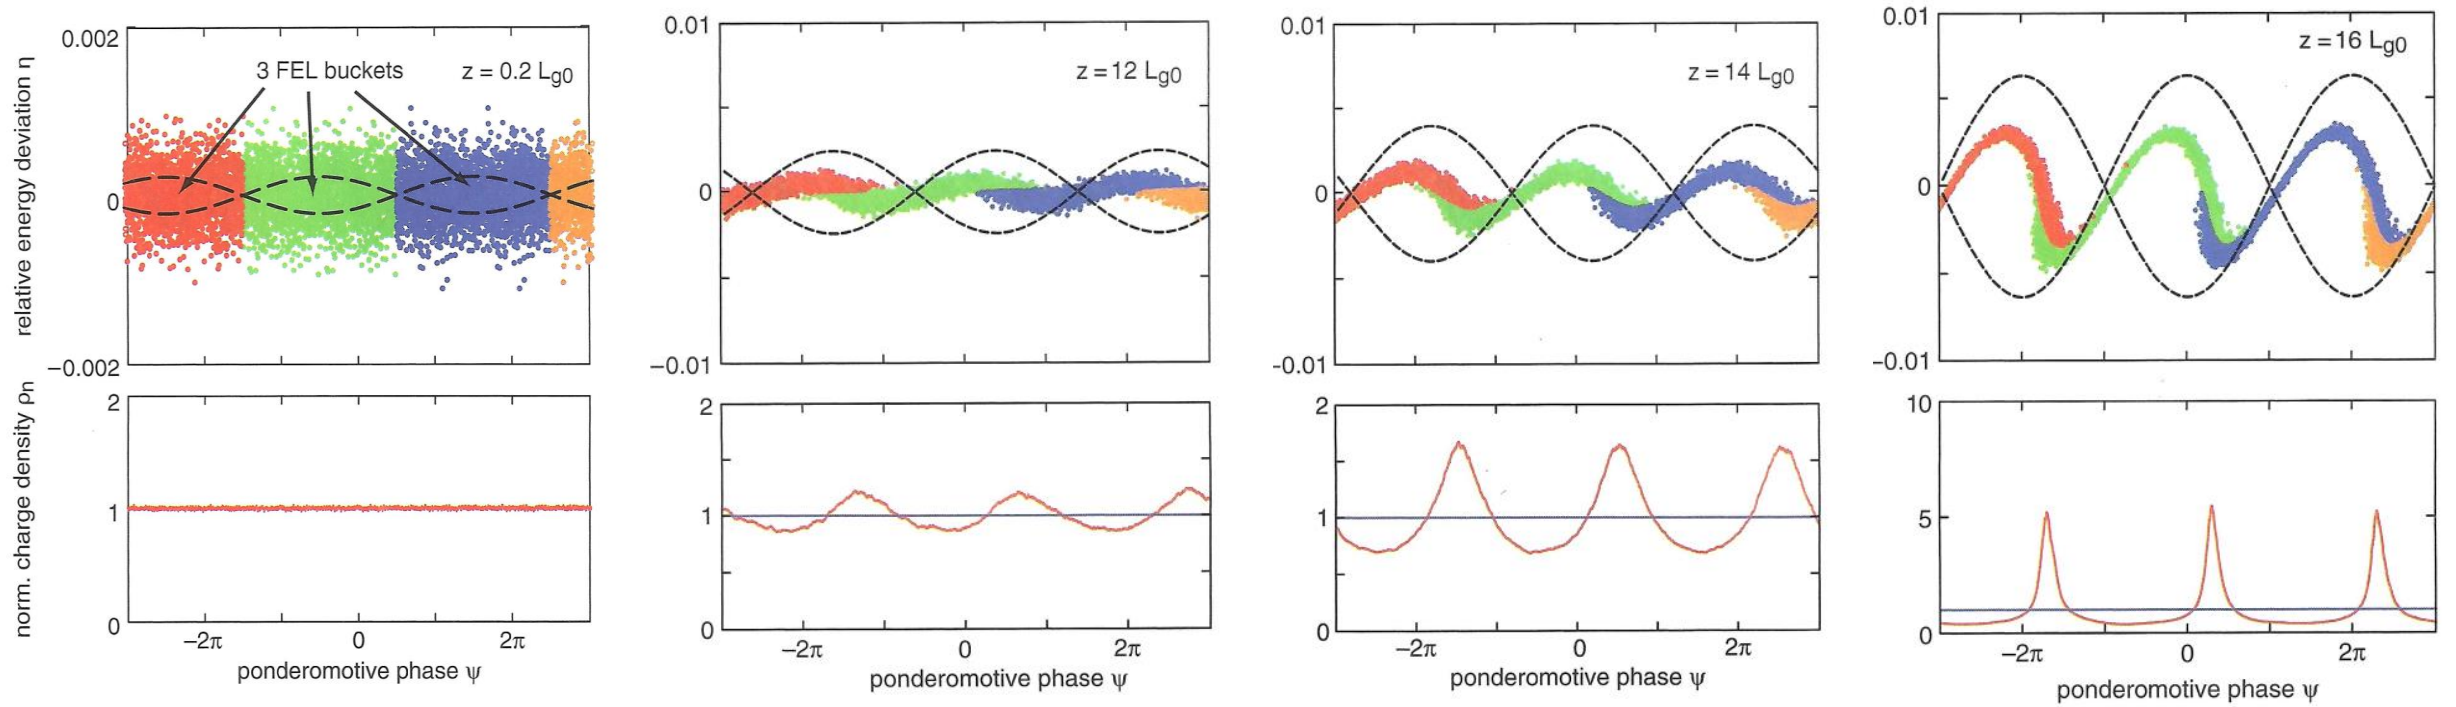 relative energy deviation η
0.002
0
−0.002
3 FEL buckets
z = 0.2 Lg0
norm. charge density ρn
2
1
0
−2π 0 2π
ponderomotive phase ψ
0.01
0
−0.01
z = 12 Lg0
2
1
0
−2π 0 2π
ponderomotive phase ψ
0.01
0
-0.01
z = 14 Lg0
2
1
0
−2π 0 2π
ponderomotive phase ψ
0.01
0
−0.01
z = 16 Lg0
10
5
0
−2π 0 2π
ponderomotive phase ψ